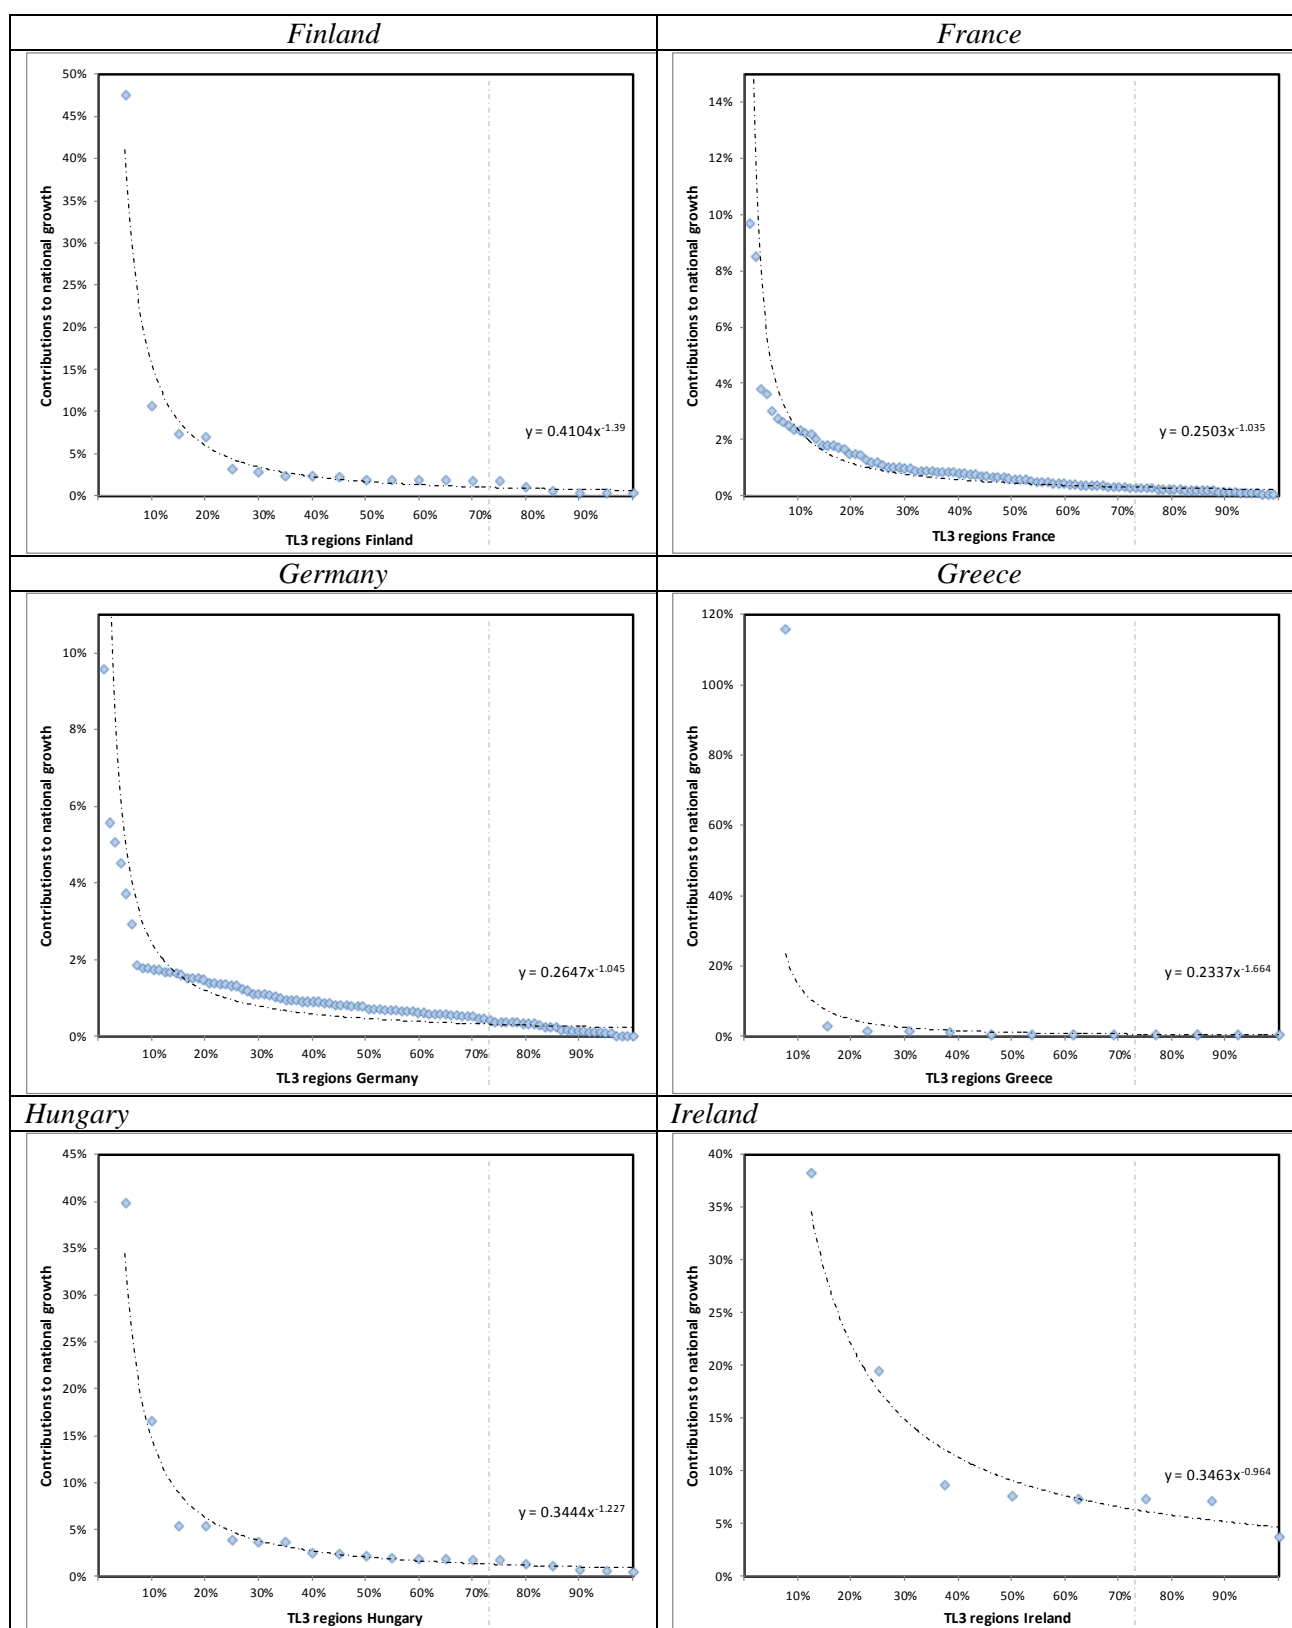 Finland
France
50%
45%
40%
35%
30%
25%
20%
15%
10%
5%
0%
Contributions to national growth
y = 0.4104x^-1.39
10% 20% 30% 40% 50% 60% 70% 80% 90%
TL3 regions Finland
14%
12%
10%
8%
6%
4%
2%
0%
Contributions to national growth
y = 0.2503x^-1.035
10% 20% 30% 40% 50% 60% 70% 80% 90%
TL3 regions France
Germany
Greece
10%
8%
6%
4%
2%
0%
Contributions to national growth
y = 0.2647x^-1.045
10% 20% 30% 40% 50% 60% 70% 80% 90%
TL3 regions Germany
120%
100%
80%
60%
40%
20%
0%
Contributions to national growth
y = 0.2337x^-1.664
10% 20% 30% 40% 50% 60% 70% 80% 90%
TL3 regions Greece
Hungary
Ireland
45%
40%
35%
30%
25%
20%
15%
10%
5%
0%
Contributions to national growth
y = 0.3444x^-1.227
10% 20% 30% 40% 50% 60% 70% 80% 90%
TL3 regions Hungary
40%
35%
30%
25%
20%
15%
10%
5%
0%
Contributions to national growth
y = 0.3463x^-0.964
10% 20% 30% 40% 50% 60% 70% 80% 90%
TL3 regions Ireland